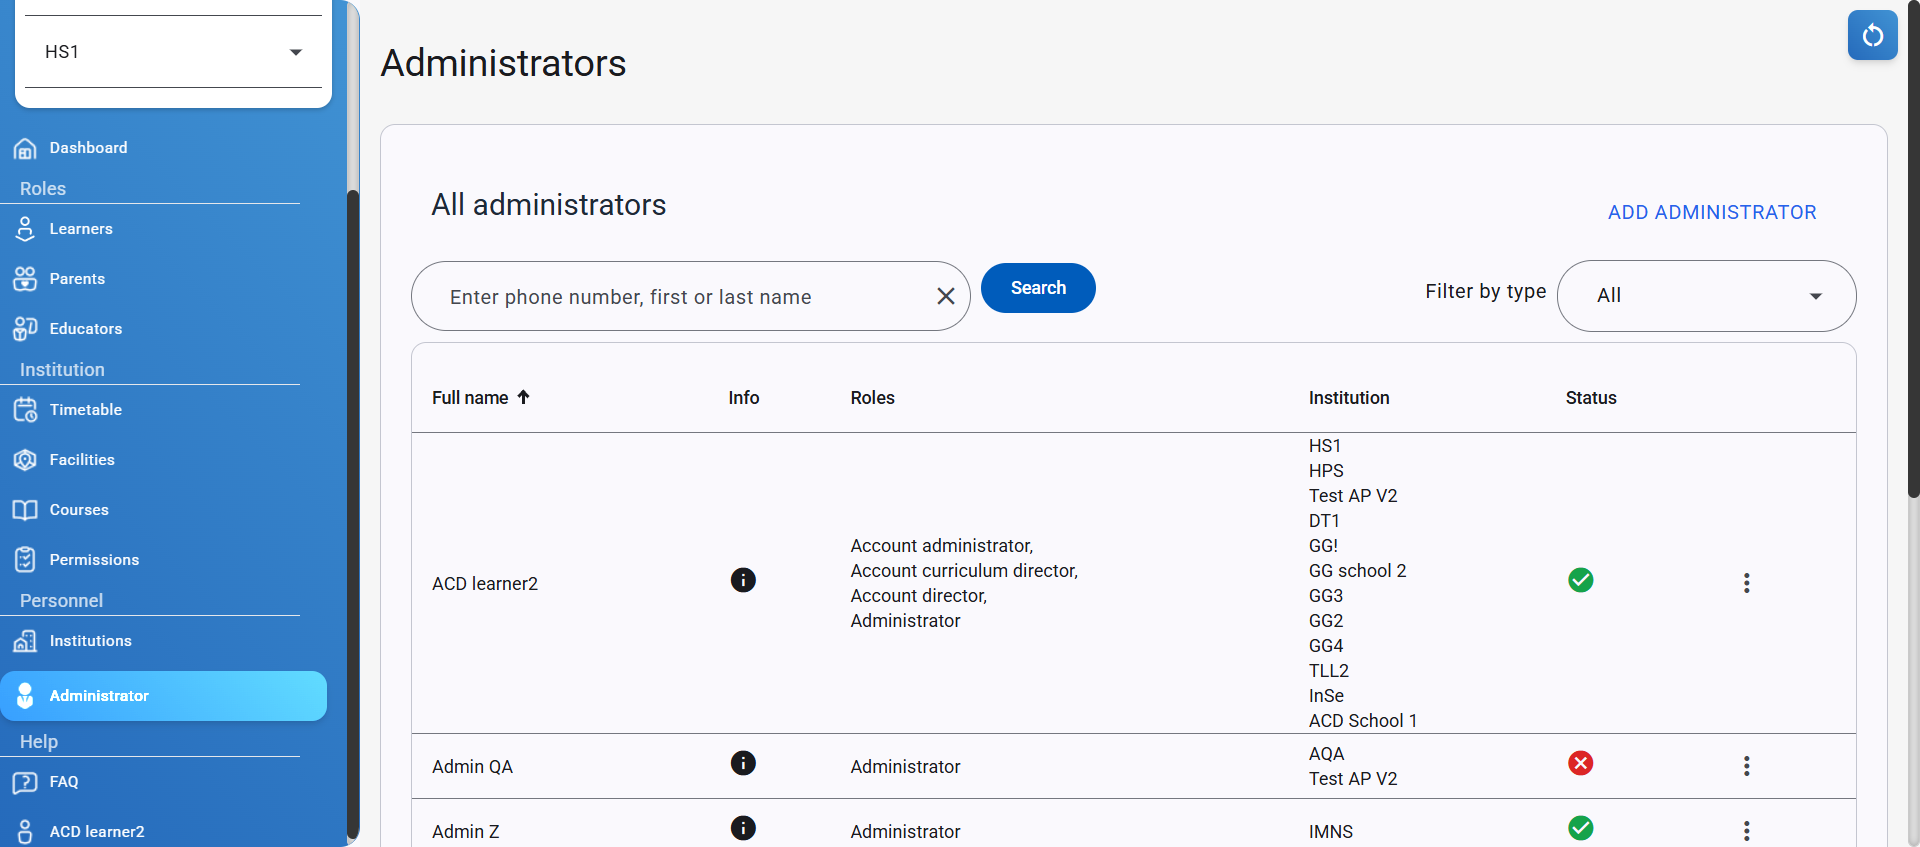 HS1
Dashboard
Roles
Learners
Parents
Educators
Institution
Timetable
Facilities
Courses
Permissions
Personnel
Institutions
Administrator
Help
FAQ
ACD learner2
Administrators
All administrators
ADD ADMINISTRATOR
Enter phone number, first or last name
Search
Filter by type
All
Full name
Info
Roles
Institution
Status
ACD learner2
Account administrator,
Account curriculum director,
Account director,
Administrator
HS1
HPS
Test AP V2
DT1
GG!
GG school 2
GG3
GG2
GG4
TLL2
InSe
ACD School 1
Admin QA
Administrator
AQA
Test AP V2
Admin Z
Administrator
IMNS